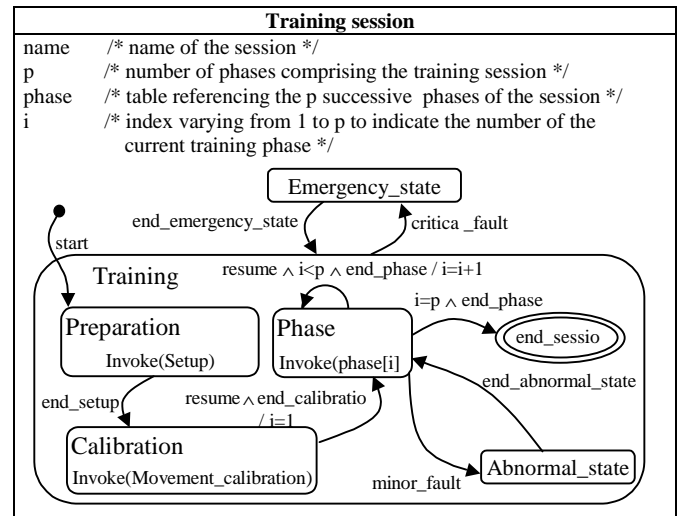 Training session
name /* name of the session */
p /* number of phases comprising the training session */
phase /* table referencing the p successive phases of the session */
i /* index varying from 1 to p to indicate the number of the
current training phase */
Emergency_state
end_emergency_state
critica _fault
start
Training
resume ∧ i<p ∧ end_phase / i=i+1
i=p ∧ end_phase
Preparation
Invoke(Setup)
Phase
Invoke(phase[i]
end_sessio
end_setup
resume ∧ end_calibratio
/ i=1
end_abnormal_state
Calibration
Invoke(Movement_calibration)
minor_fault
Abnormal_state